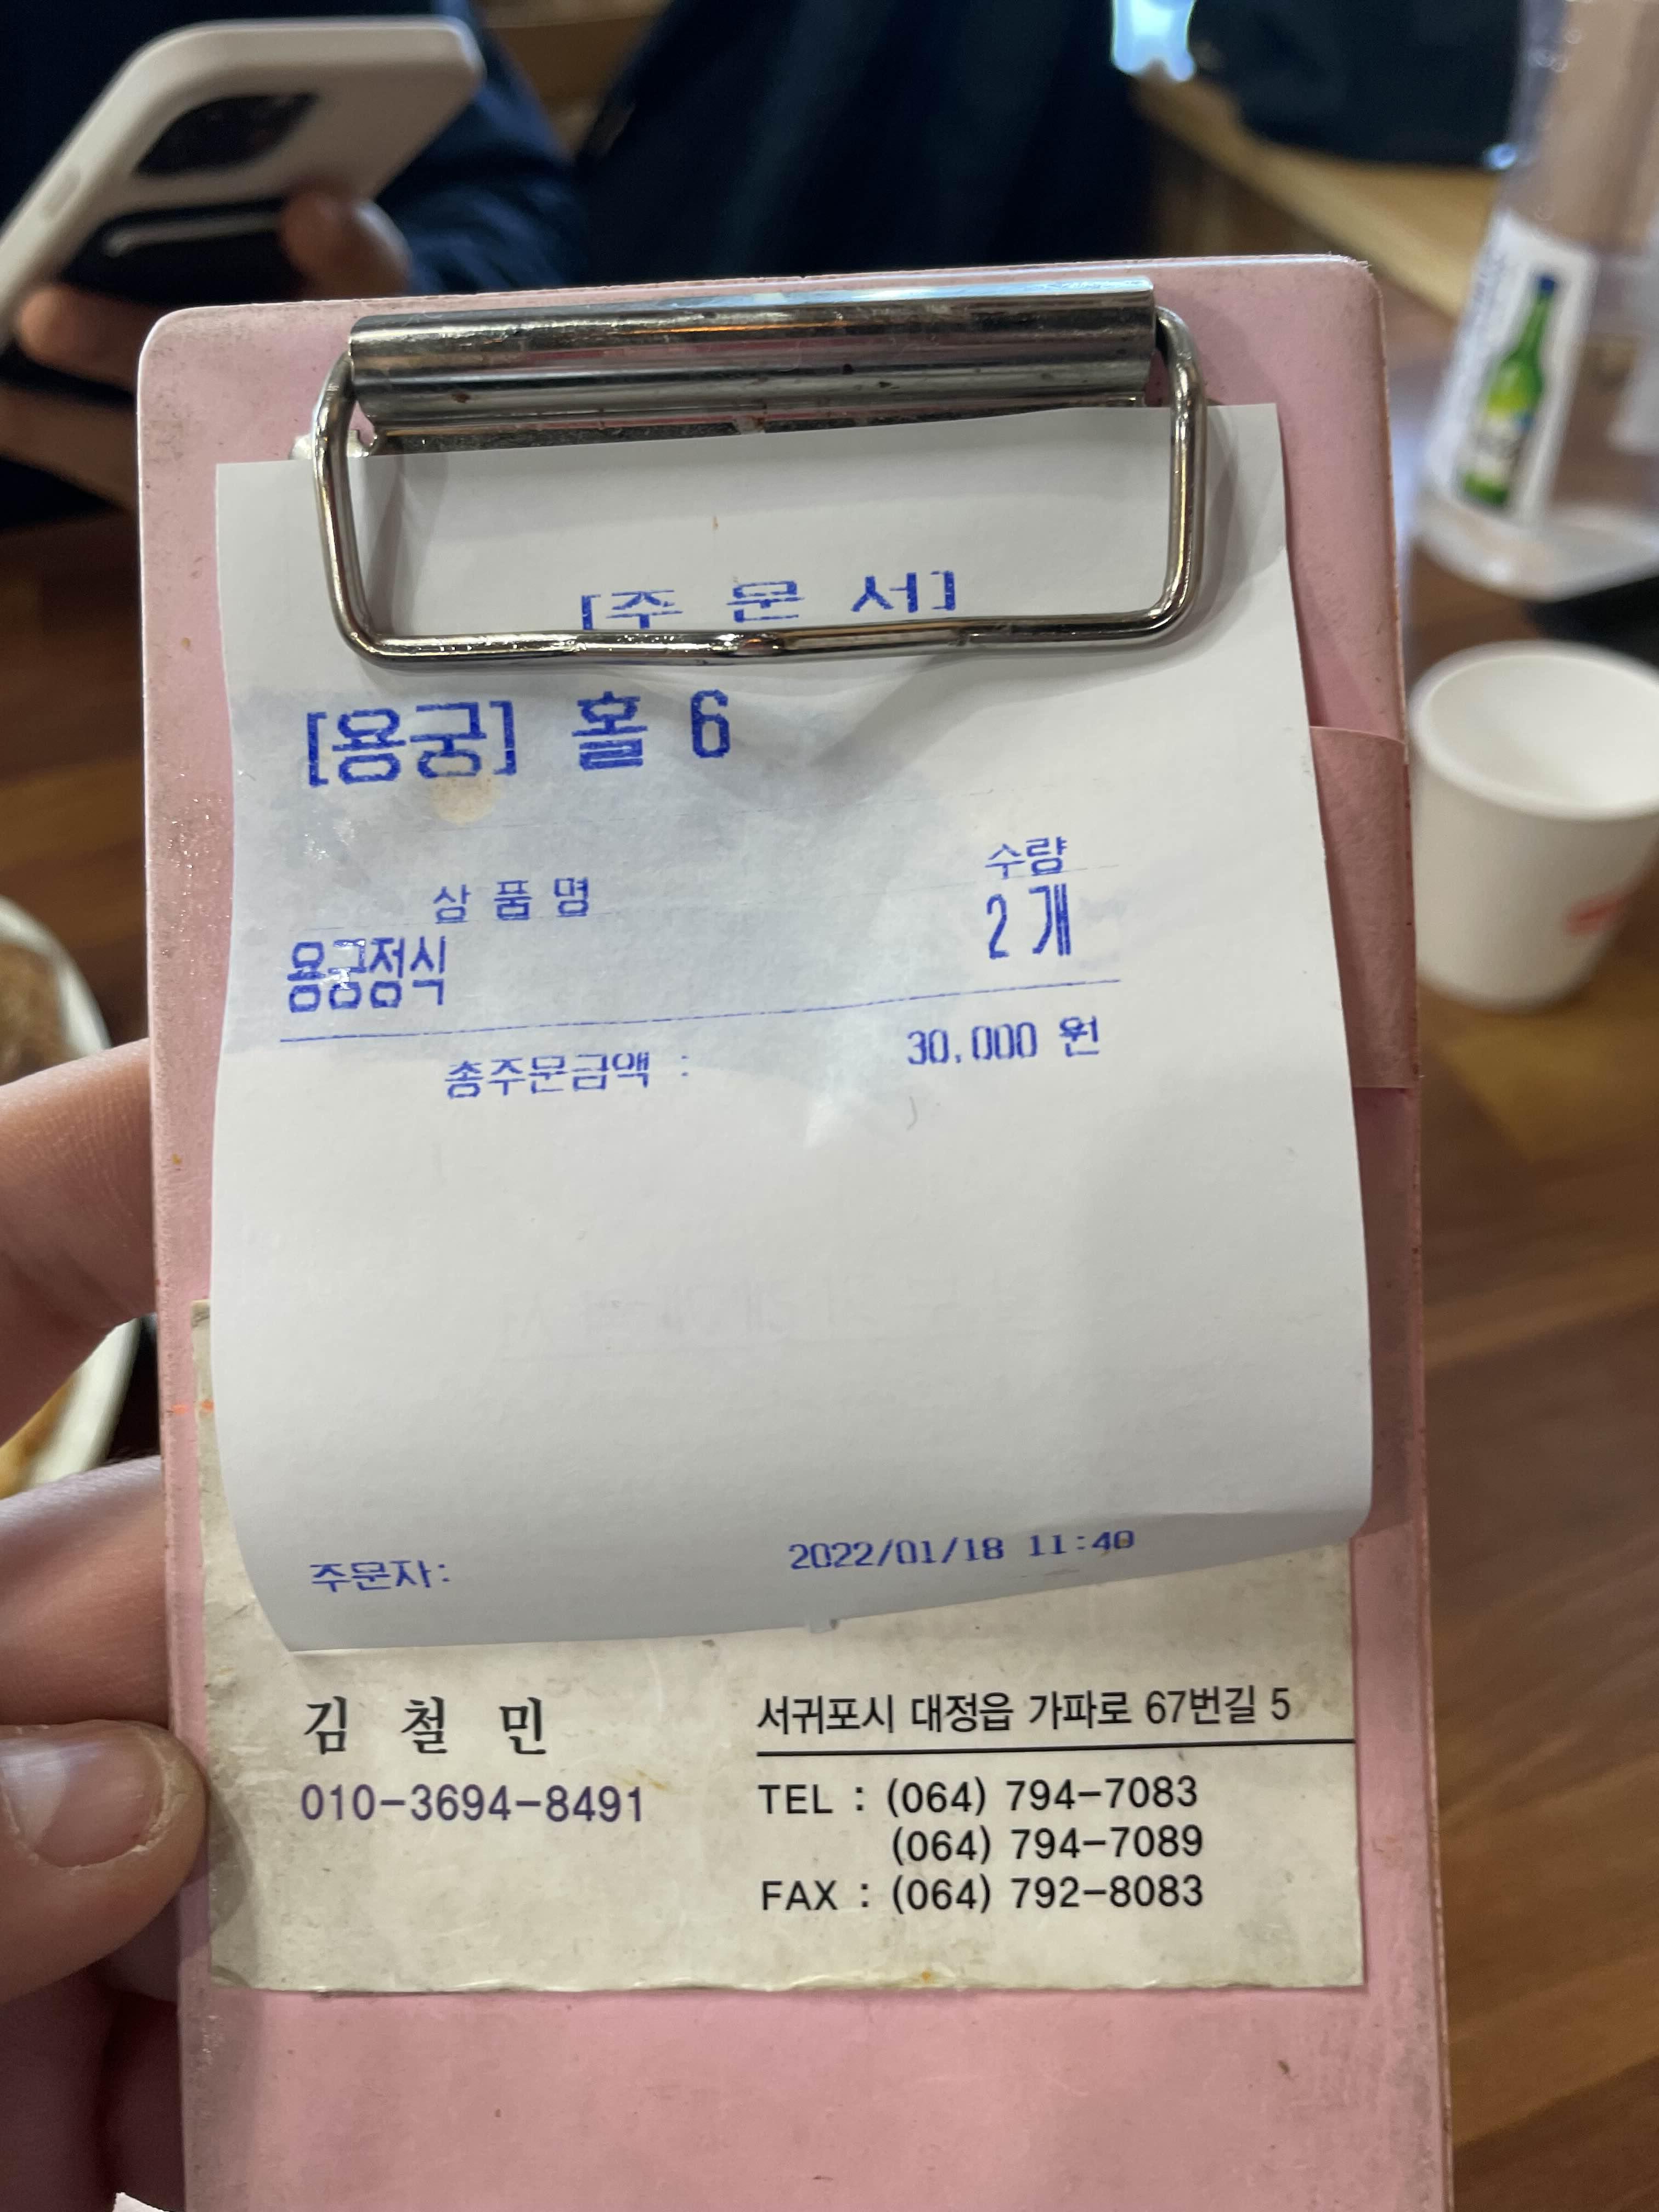 [주 문 서]
[용궁] 홀 6
상 품 명 수량
용궁정식 2 개
총주문금액 : 30,000 원
주문자: 2022/01/18 11:40
김 철 민
010-3694-8491
서귀포시 대정읍 가파로 67번길 5
TEL : (064) 794-7083
(064) 794-7089
FAX : (064) 792-8083